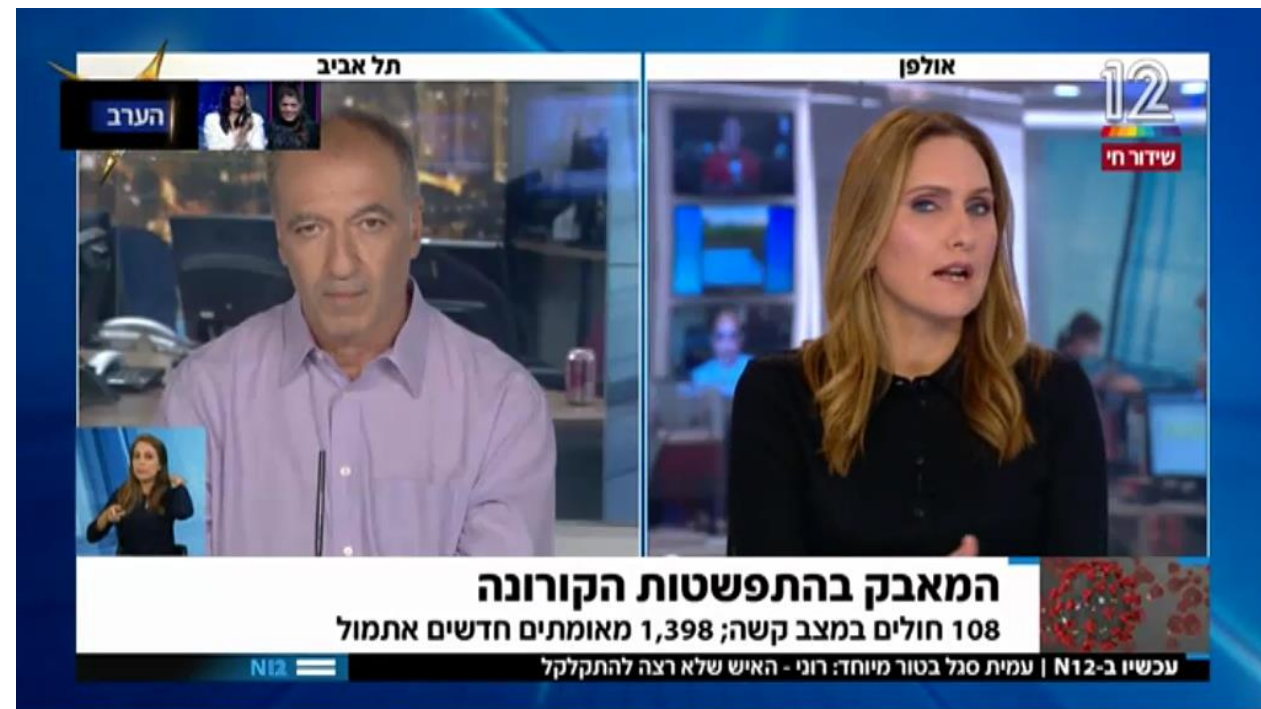 אולפן
תל אביב
12
שידור חי
הערב
המאבק בהתפשטות הקורונה
108 חולים במצב קשה; 1,398 מאומתים חדשים אתמול
עכשיו ב-N12 | עמית סגל בטור מיוחד: רוני - האיש שלא רצה להתקלקל
N12